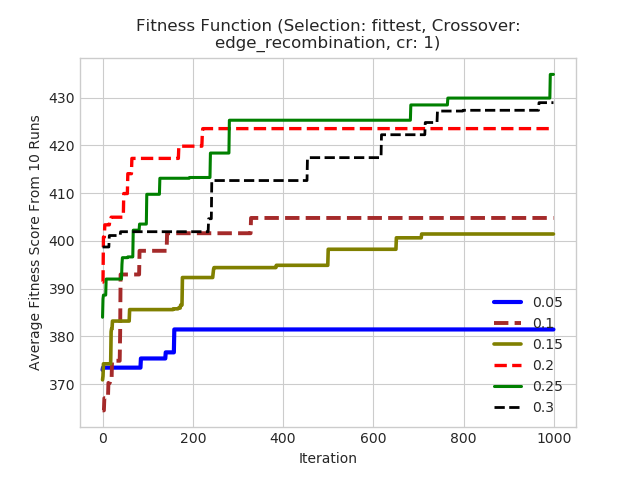 Fitness Function (Selection: fittest, Crossover:
edge_recombination, cr: 1)
Average Fitness Score From 10 Runs
430
420
410
400
390
380
370
0.05
0.1
0.15
0.2
0.25
0.3
0 200 400 600 800 1000
Iteration